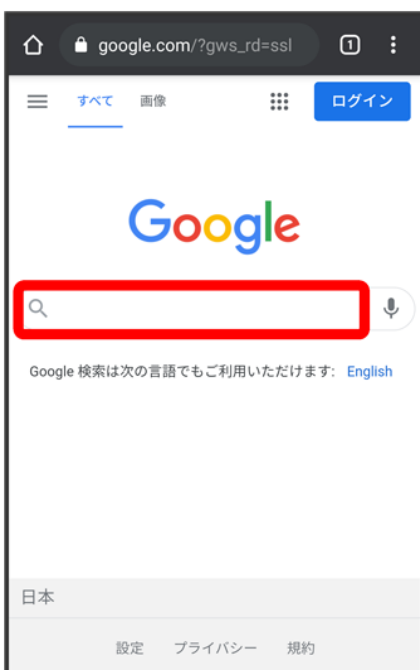 google.com/?gws_rd=ssl 1
すべて 画像 ログイン
Google
Google 検索は次の言語でもご利用いただけます: English
日本
設定 プライバシー 規約